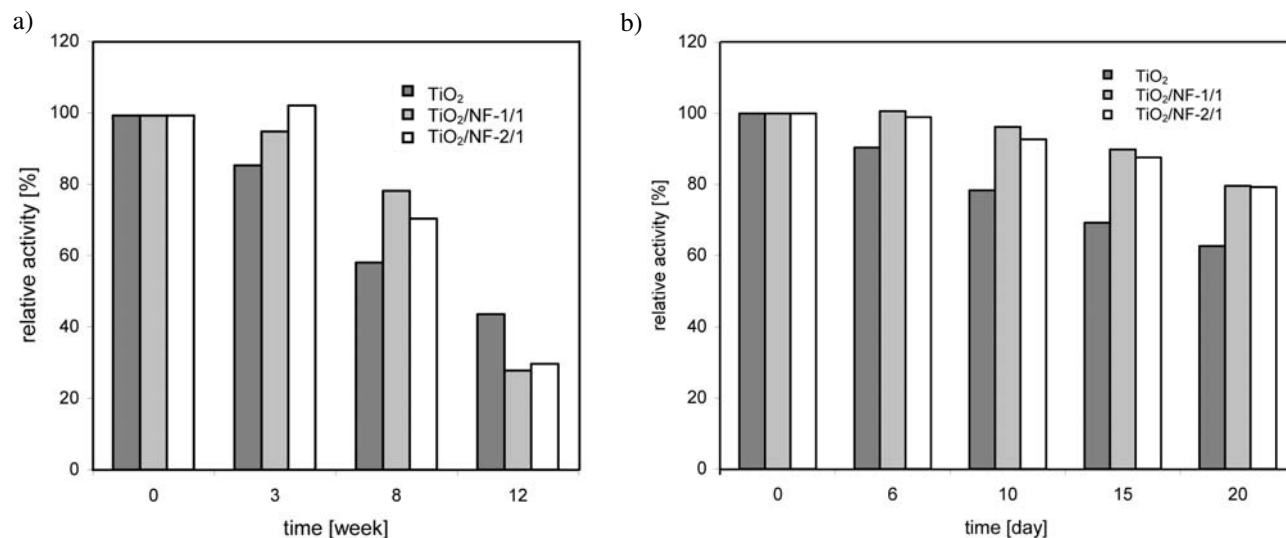 a)
120
100
80
60
40
20
0
relative activity [%]
TiO₂
TiO₂/NF-1/1
TiO₂/NF-2/1
0 3 8 12
time [week]
b)
120
100
80
60
40
20
0
relative activity [%]
TiO₂
TiO₂/NF-1/1
TiO₂/NF-2/1
0 6 10 15 20
time [day]